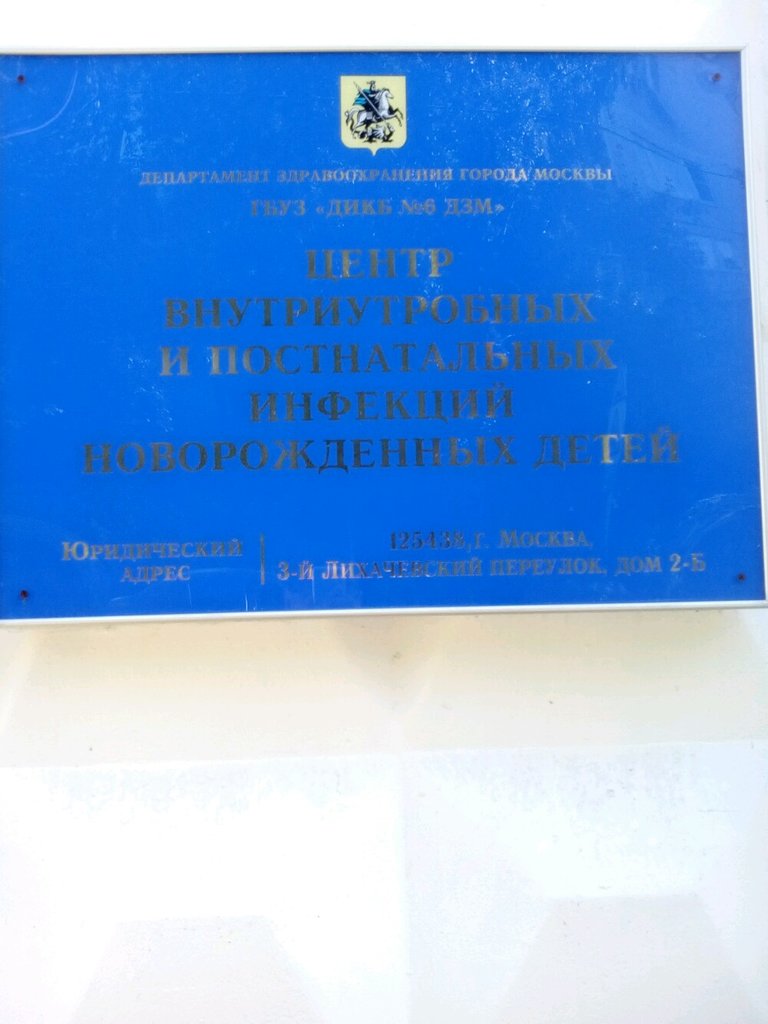 ДЕПАРТАМЕНТ ЗДРАВООХРАНЕНИЯ ГОРОДА МОСКВЫ
ГБУЗ «ДИКБ №6 ДЗМ»
ЦЕНТР
ВНУТРИУТРОБНЫХ
И ПОСТНАТАЛЬНЫХ
ИНФЕКЦИЙ
НОВОРОЖДЕННЫХ ДЕТЕЙ
ЮРИДИЧЕСКИЙ
АДРЕС
125438, Г. МОСКВА,
3-Й ЛИХАЧЕВСКИЙ ПЕРЕУЛОК, ДОМ 2-Б